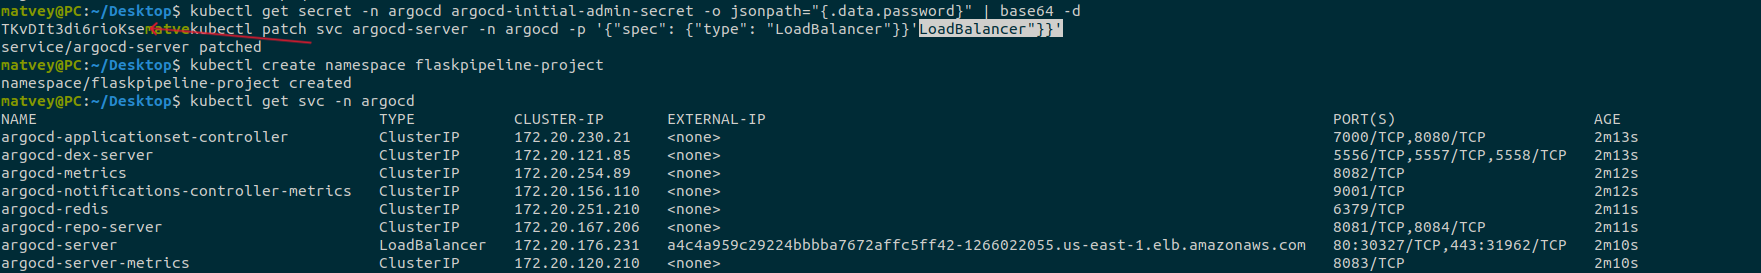 matvey@PC:~/Desktop$ kubectl get secret -n argocd argocd-initial-admin-secret -o jsonpath="{.data.password}" | base64 -d
TKvDIt3di6rioKsematvekubectl patch svc argocd-server -n argocd -p '{"spec": {"type": "LoadBalancer"}}'LoadBalancer"}}'
service/argocd-server patched
matvey@PC:~/Desktop$ kubectl create namespace flaskpipeline-project
namespace/flaskpipeline-project created
matvey@PC:~/Desktop$ kubectl get svc -n argocd
NAME TYPE CLUSTER-IP EXTERNAL-IP PORT(S) AGE
argocd-applicationset-controller ClusterIP 172.20.230.21 <none> 7000/TCP,8080/TCP 2m13s
argocd-dex-server ClusterIP 172.20.121.85 <none> 5556/TCP,5557/TCP,5558/TCP 2m13s
argocd-metrics ClusterIP 172.20.254.89 <none> 8082/TCP 2m12s
argocd-notifications-controller-metrics ClusterIP 172.20.156.110 <none> 9001/TCP 2m12s
argocd-redis ClusterIP 172.20.251.210 <none> 6379/TCP 2m11s
argocd-repo-server ClusterIP 172.20.167.206 <none> 8081/TCP,8084/TCP 2m11s
argocd-server LoadBalancer 172.20.176.231 a4c4a959c29224bbbba7672affc5ff42-1266022055.us-east-1.elb.amazonaws.com 80:30327/TCP,443:31962/TCP 2m10s
argocd-server-metrics ClusterIP 172.20.120.210 <none> 8083/TCP 2m10s